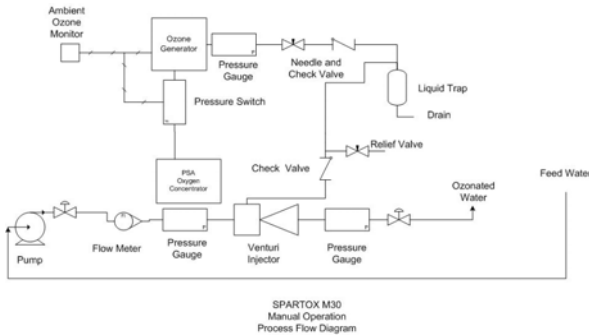 Ambient
Ozone
Monitor
Ozone
Generator
Pressure
Gauge
Needle and
Check Valve
Liquid Trap
Drain
Pressure Switch
Relief Valve
Check Valve
PSA
Oxygen
Concentrator
Ozonated
Water
Feed Water
Pump
Flow Meter
Pressure
Gauge
Venturi
Injector
Pressure
Gauge
SPARTOX M30
Manual Operation
Process Flow Diagram